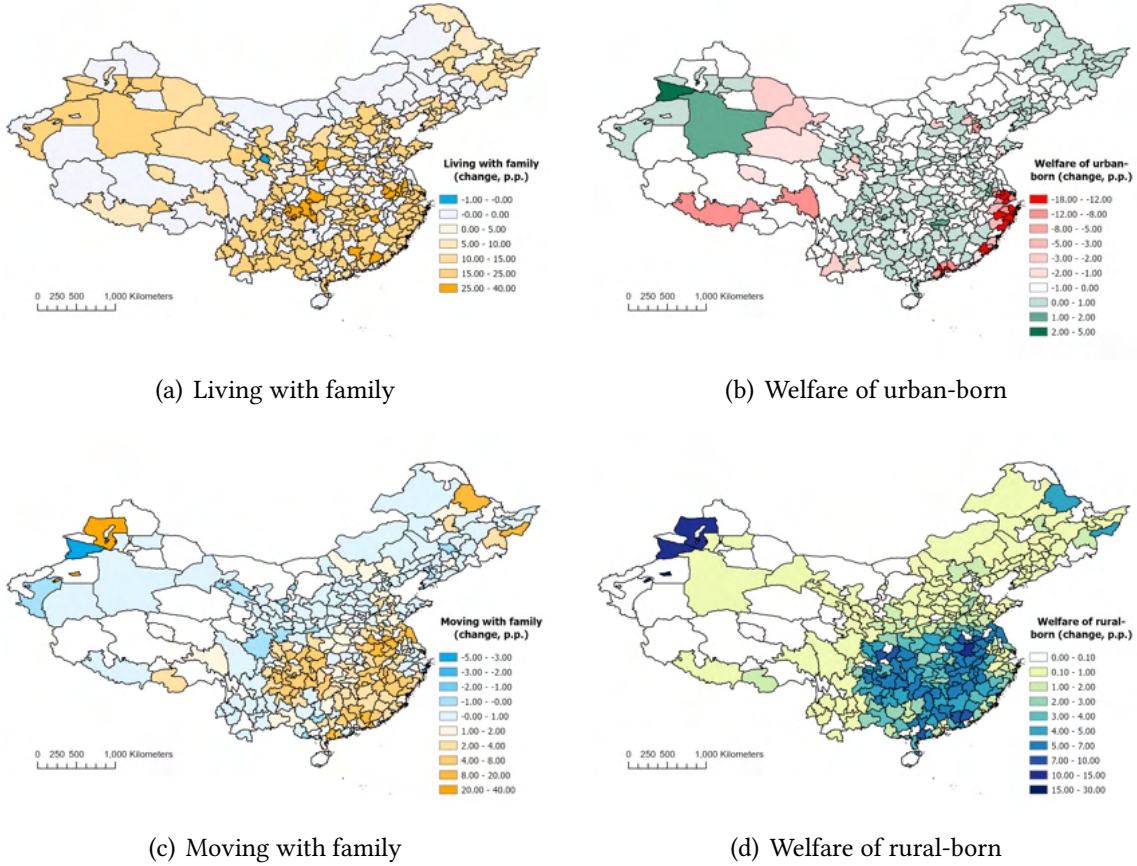 Living with family
(change, p.p.)
-1.00 - -0.00
-0.00 - 0.00
0.00 - 5.00
5.00 - 10.00
10.00 - 15.00
15.00 - 25.00
25.00 - 40.00
0 250 500 1,000 Kilometers
(a) Living with family
Welfare of urban-
born (change, p.p.)
-18.00 - -12.00
-12.00 - -8.00
-8.00 - -5.00
-5.00 - -3.00
-3.00 - -2.00
-2.00 - -1.00
-1.00 - 0.00
0.00 - 1.00
1.00 - 2.00
2.00 - 5.00
0 250 500 1,000 Kilometers
(b) Welfare of urban-born
Moving with family
(change, p.p.)
-5.00 - -3.00
-3.00 - -2.00
-2.00 - -1.00
-1.00 - -0.00
-0.00 - 1.00
1.00 - 2.00
2.00 - 4.00
4.00 - 8.00
8.00 - 20.00
20.00 - 40.00
0 250 500 1,000 Kilometers
(c) Moving with family
Welfare of rural-
born (change, p.p.)
0.00 - 0.10
0.10 - 1.00
1.00 - 2.00
2.00 - 3.00
3.00 - 4.00
4.00 - 5.00
5.00 - 7.00
7.00 - 10.00
10.00 - 15.00
15.00 - 30.00
0 250 500 1,000 Kilometers
(d) Welfare of rural-born